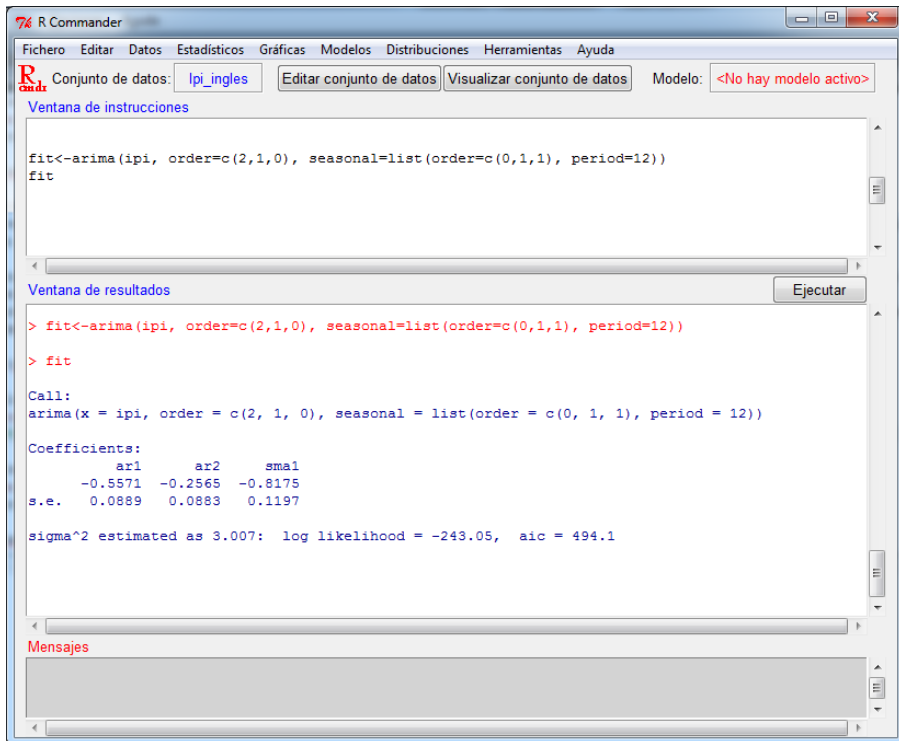 R Commander
Fichero Editar Datos Estadísticos Gráficas Modelos Distribuciones Herramientas Ayuda
R cmdr Conjunto de datos: Ipi_ingles Editar conjunto de datos Visualizar conjunto de datos Modelo: <No hay modelo activo>
Ventana de instrucciones
fit<-arima(ipi, order=c(2,1,0), seasonal=list(order=c(0,1,1), period=12))
fit
Ventana de resultados Ejecutar
> fit<-arima(ipi, order=c(2,1,0), seasonal=list(order=c(0,1,1), period=12))
> fit
Call:
arima(x = ipi, order = c(2, 1, 0), seasonal = list(order = c(0, 1, 1), period = 12))
Coefficients:
ar1 ar2 sma1
-0.5571 -0.2565 -0.8175
s.e. 0.0889 0.0883 0.1197
sigma^2 estimated as 3.007: log likelihood = -243.05, aic = 494.1
Mensajes